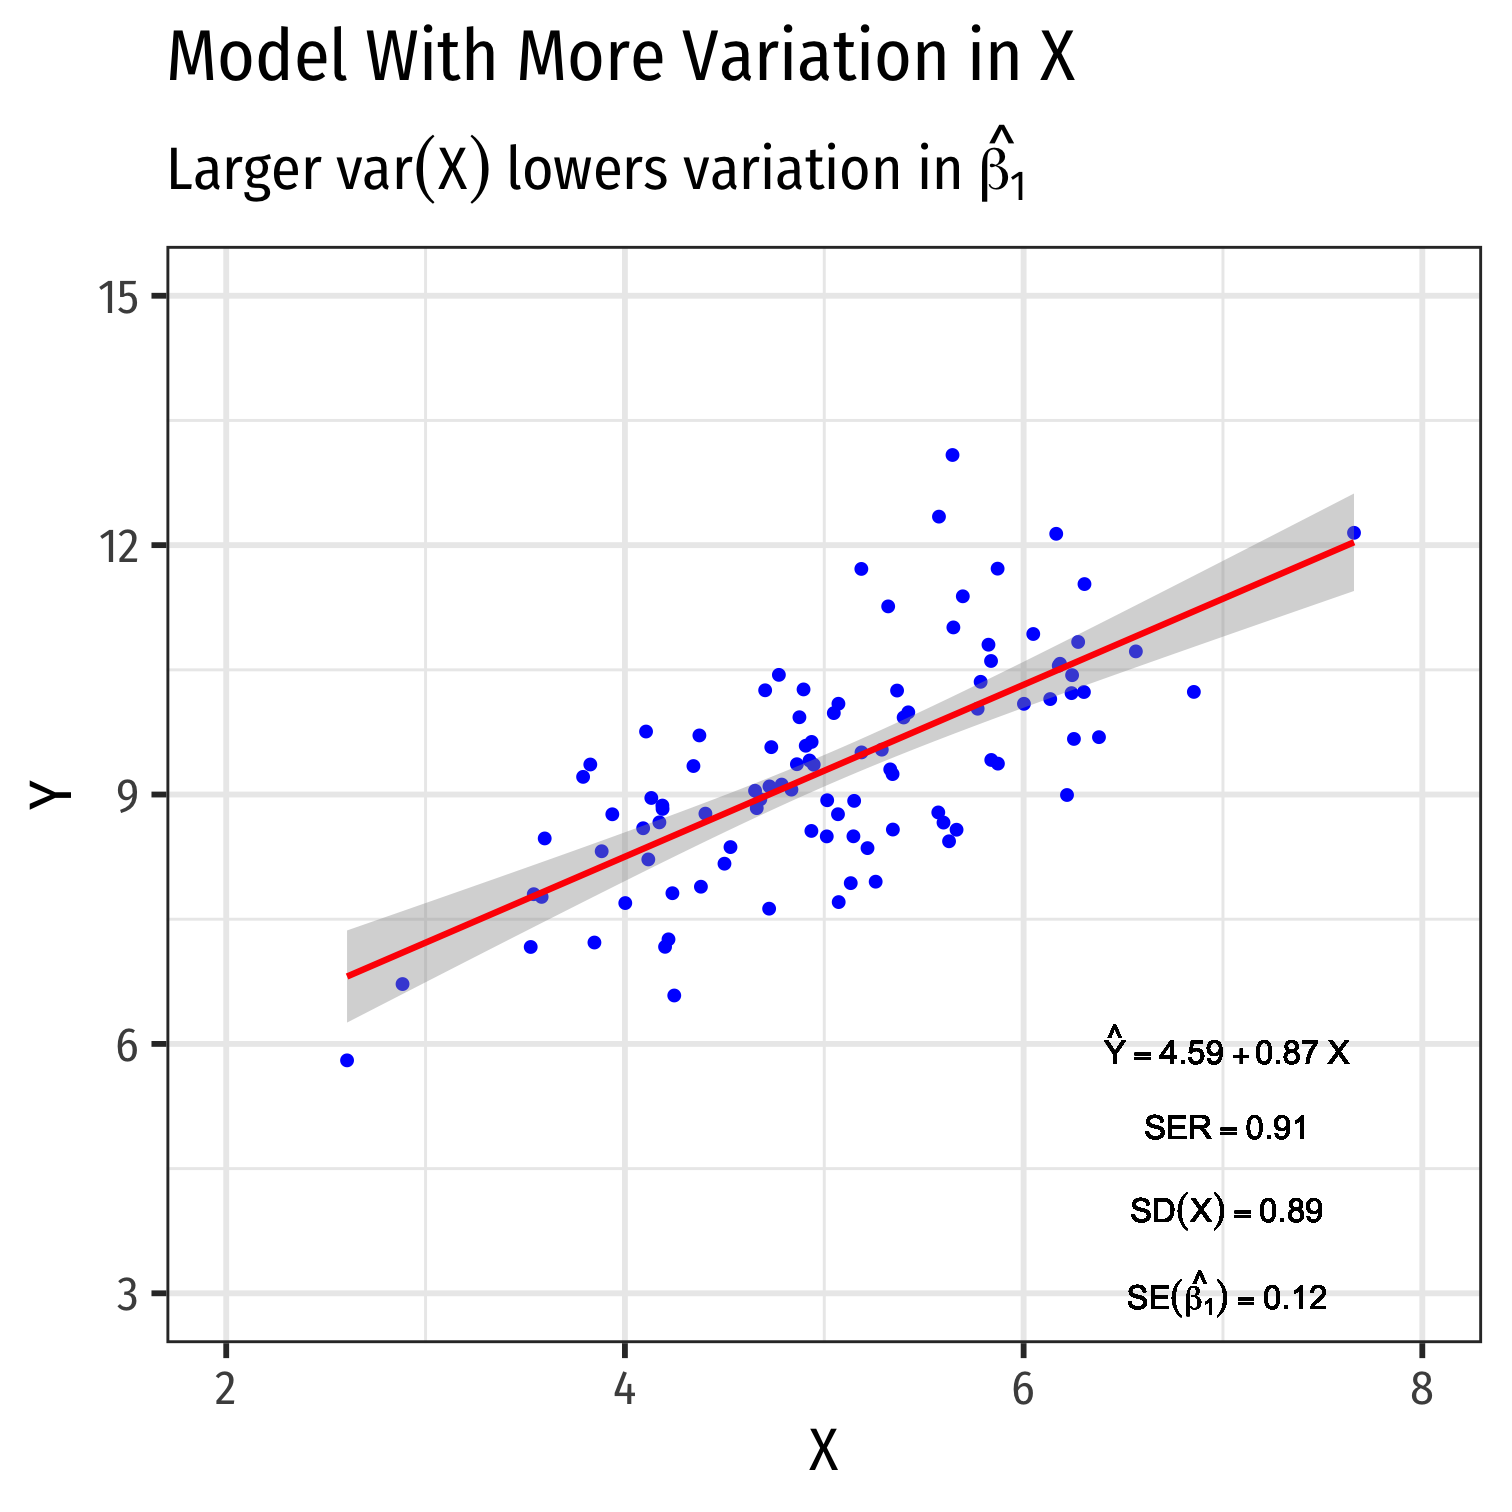 Model With More Variation in X
Larger var(X) lowers variation in β̂₁
15
12
9
6
3
Y
Ŷ = 4.59 + 0.87 X
SER = 0.91
SD(X) = 0.89
SE(β̂₁) = 0.12
2 4 6 8
X